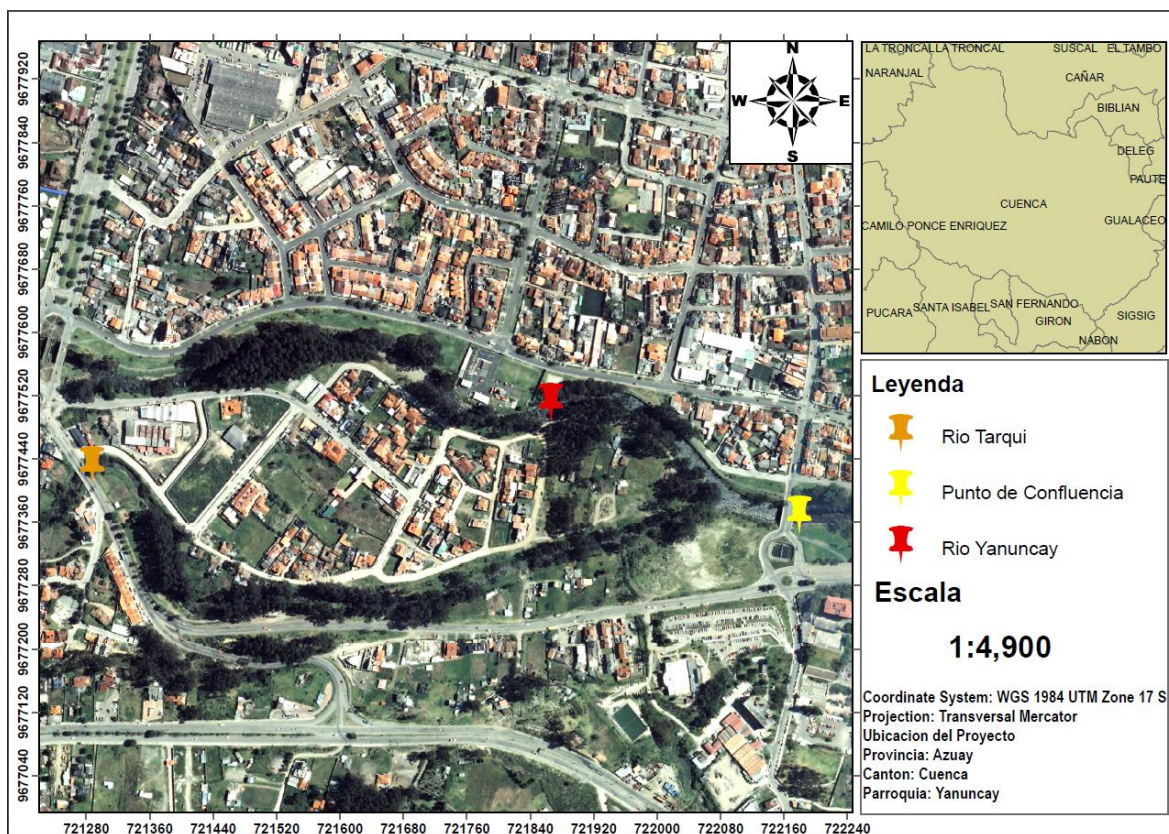 N
W E
S
9677920
9677840
9677760
9677680
9677600
9677520
9677440
9677360
9677280
9677200
9677120
9677040
721280 721360 721440 721520 721600 721680 721760 721840 721920 722000 722080 722160 722240
LA TRONCAL LA TRONCAL SUSCAL EL TAMBO
NARANJAL
CAÑAR
BIBLIAN
DELEG
PAUTE
CUENCA
GUALACEO
CAMILO PONCE ENRIQUEZ
SAN FERNANDO
PUCARA SANTA ISABEL
GIRON
SIGSIG
NABON
Leyenda
Rio Tarqui
Punto de Confluencia
Rio Yanuncay
Escala
1:4,900
Coordinate System: WGS 1984 UTM Zone 17 S
Projection: Transversal Mercator
Ubicacion del Proyecto
Provincia: Azuay
Canton: Cuenca
Parroquia: Yanuncay